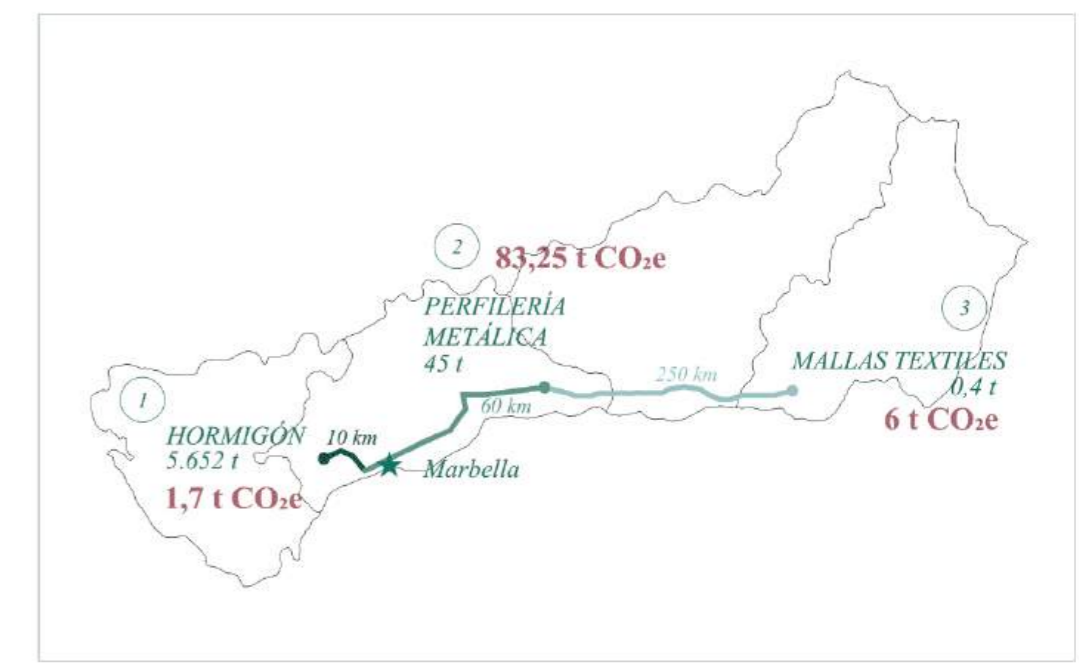 1
HORMIGÓN
5.652 t
1,7 t CO₂e
10 km
Marbella
2
83,25 t CO₂e
PERFILERÍA
METÁLICA
45 t
60 km
250 km
3
MALLAS TEXTILES
0,4 t
6 t CO₂e